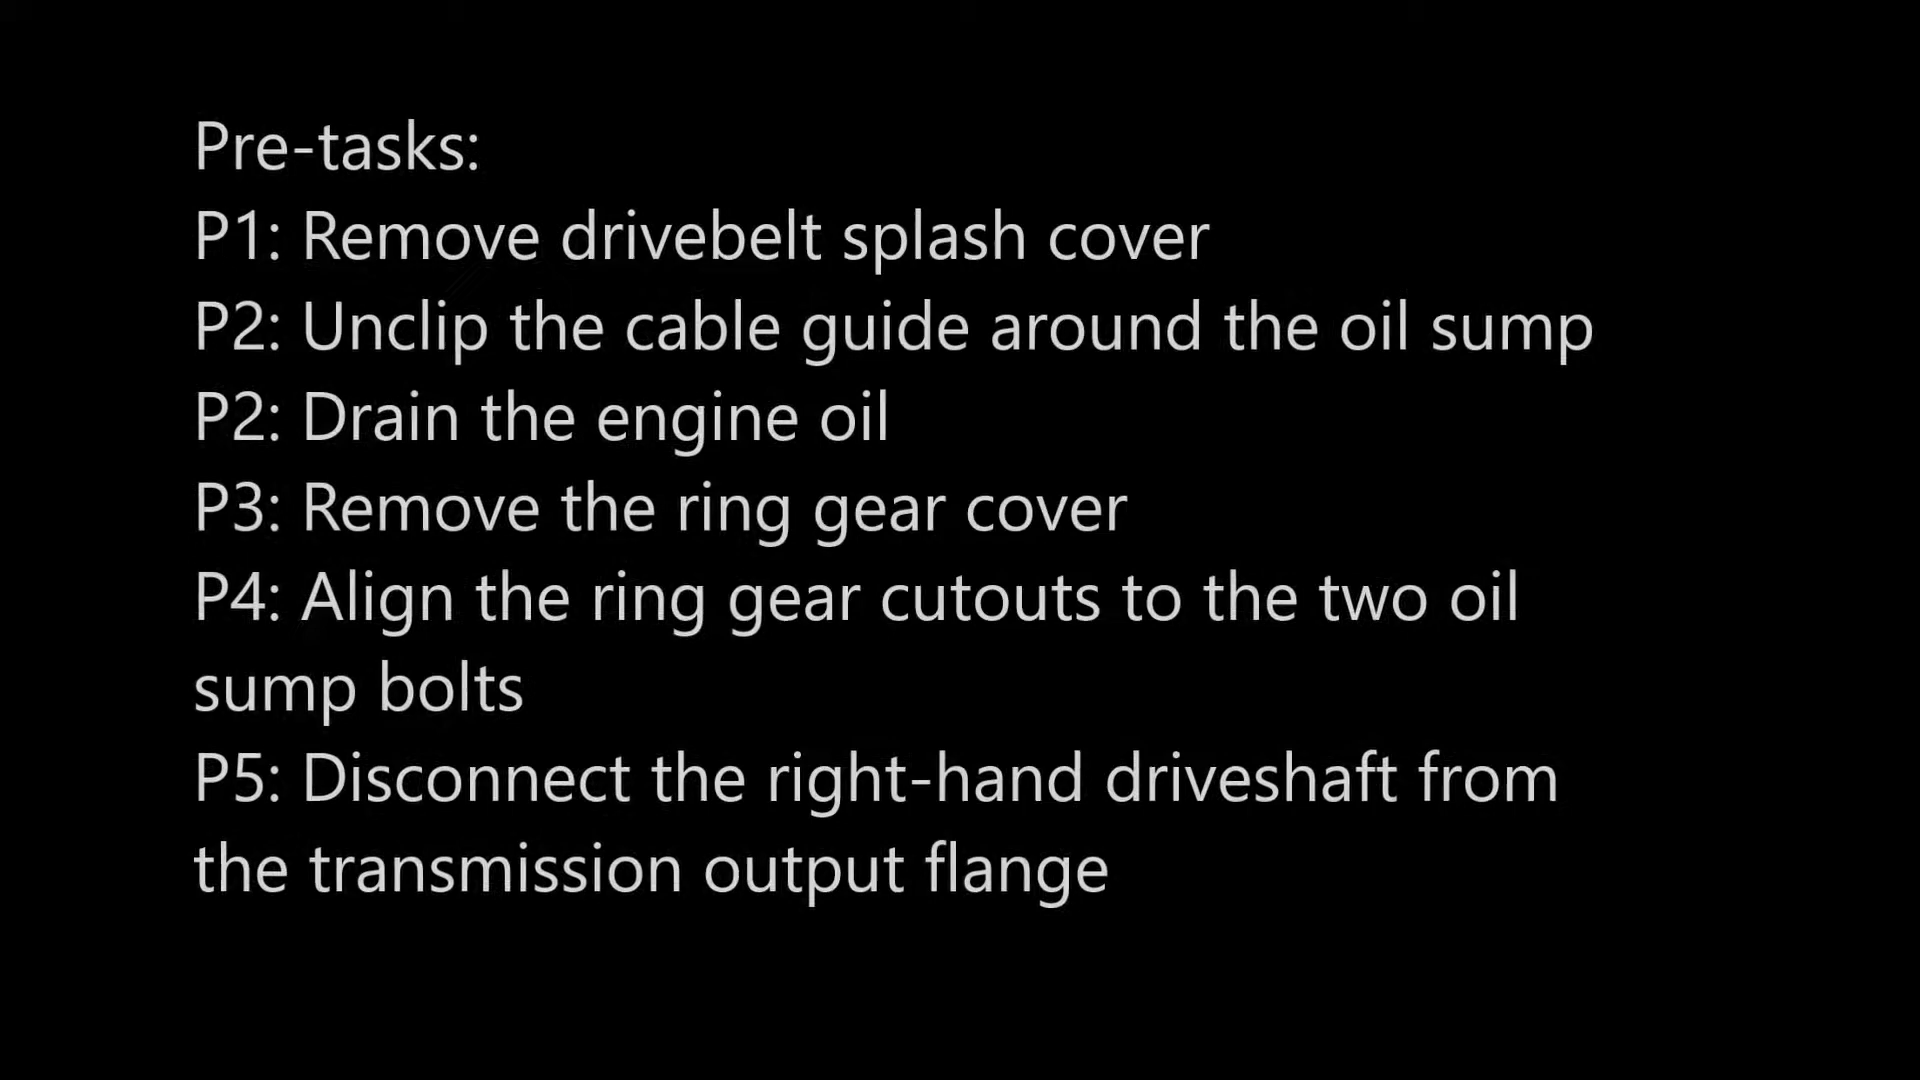 Pre-tasks:
P1: Remove drivebelt splash cover
P2: Unclip the cable guide around the oil sump
P2: Drain the engine oil
P3: Remove the ring gear cover
P4: Align the ring gear cutouts to the two oil
sump bolts
P5: Disconnect the right-hand driveshaft from
the transmission output flange